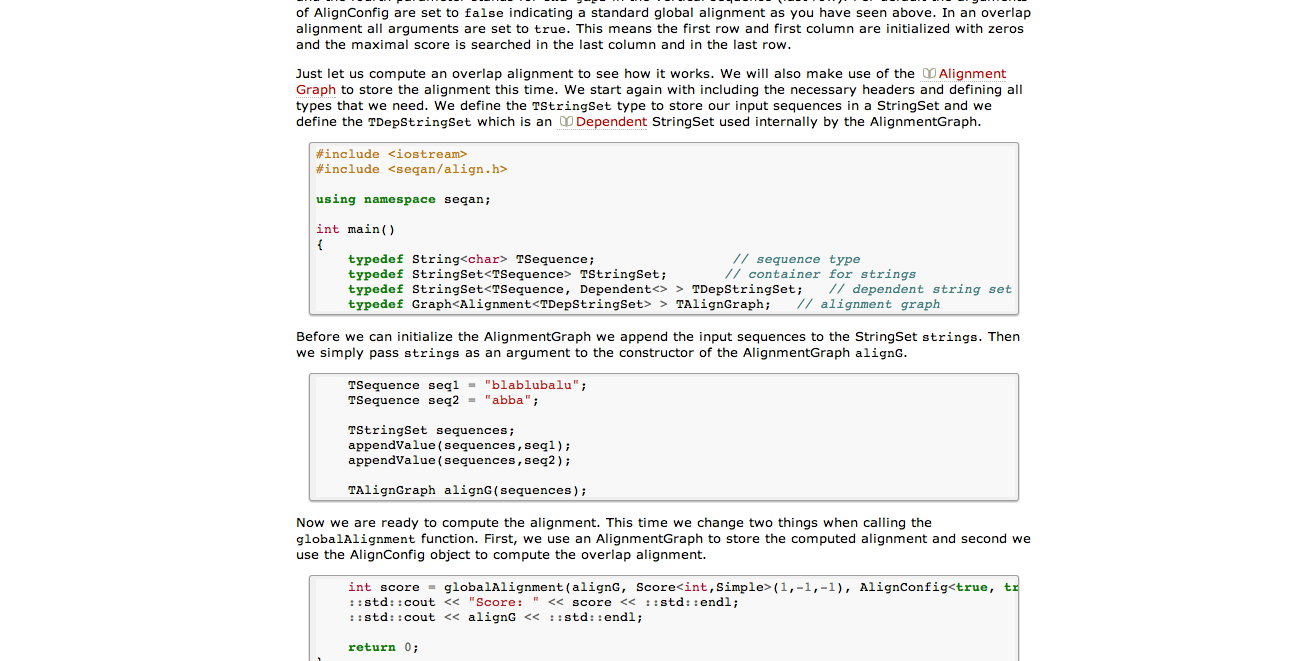 of AlignConfig are set to false indicating a standard global alignment as you have seen above. In an overlap
alignment all arguments are set to true. This means the first row and first column are initialized with zeros
and the maximal score is searched in the last column and in the last row.
Just let us compute an overlap alignment to see how it works. We will also make use of the Alignment
Graph to store the alignment this time. We start again with including the necessary headers and defining all
types that we need. We define the TStringSet type to store our input sequences in a StringSet and we
define the TDepStringSet which is an Dependent StringSet used internally by the AlignmentGraph.
#include <iostream>
#include <seqan/align.h>
using namespace seqan;
int main()
{
typedef String<char> TSequence; // sequence type
typedef StringSet<TSequence> TStringSet; // container for strings
typedef StringSet<TSequence, Dependent<> > TDepStringSet; // dependent string set
typedef Graph<Alignment<TDepStringSet> > TAlignGraph; // alignment graph
Before we can initialize the AlignmentGraph we append the input sequences to the StringSet strings. Then
we simply pass strings as an argument to the constructor of the AlignmentGraph alignG.
TSequence seq1 = "blablubalu";
TSequence seq2 = "abba";
TStringSet sequences;
appendValue(sequences,seq1);
appendValue(sequences,seq2);
TAlignGraph alignG(sequences);
Now we are ready to compute the alignment. This time we change two things when calling the
globalAlignment function. First, we use an AlignmentGraph to store the computed alignment and second we
use the AlignConfig object to compute the overlap alignment.
int score = globalAlignment(alignG, Score<int,Simple>(1,-1,-1), AlignConfig<true, tr
::std::cout << "Score: " << score << ::std::endl;
::std::cout << alignG << ::std::endl;
return 0;